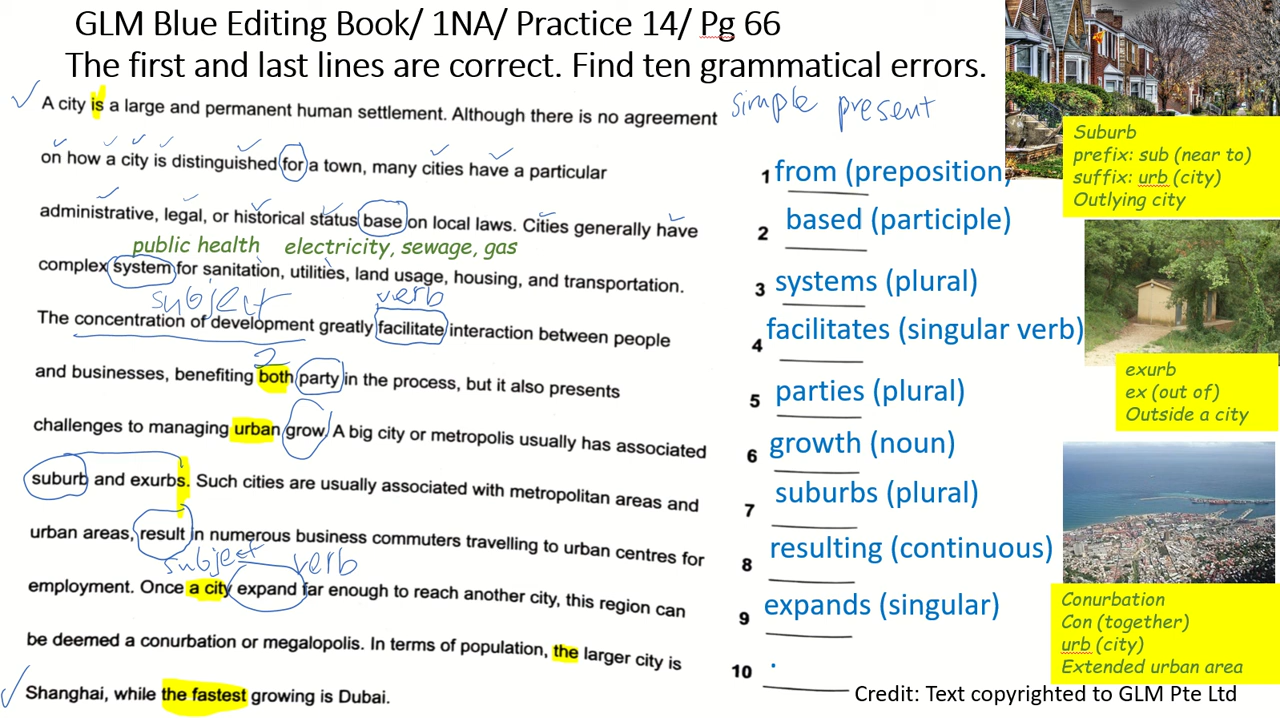 GLM Blue Editing Book/ 1NA/ Practice 14/ Pg 66
The first and last lines are correct. Find ten grammatical errors.
A city is a large and permanent human settlement. Although there is no agreement
simple present
on how a city is distinguished for a town, many cities have a particular
1 from (preposition)
administrative, legal, or historical status base on local laws. Cities generally have
2 based (participle)
public health electricity, sewage, gas
complex system for sanitation, utilities, land usage, housing, and transportation.
3 systems (plural)
subject verb
The concentration of development greatly facilitate interaction between people
4 facilitates (singular verb)
2
and businesses, benefiting both party in the process, but it also presents
5 parties (plural)
challenges to managing urban grow. A big city or metropolis usually has associated
6 growth (noun)
suburb and exurbs. Such cities are usually associated with metropolitan areas and
7 suburbs (plural)
urban areas, result in numerous business commuters travelling to urban centres for
8 resulting (continuous)
subject verb
employment. Once a city expand far enough to reach another city, this region can
9 expands (singular)
be deemed a conurbation or megalopolis. In terms of population, the larger city is
10 .
Shanghai, while the fastest growing is Dubai.
Suburb
prefix: sub (near to)
suffix: urb (city)
Outlying city
exurb
ex (out of)
Outside a city
Conurbation
Con (together)
urb (city)
Extended urban area
Credit: Text copyrighted to GLM Pte Ltd